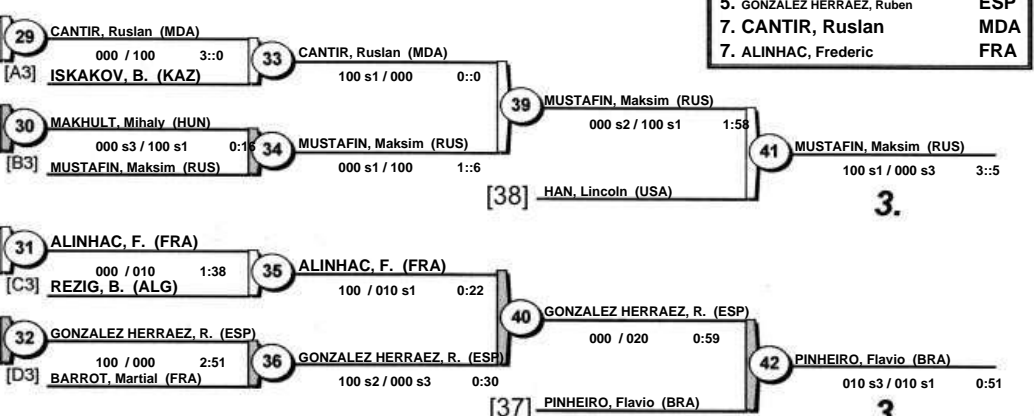 5. GONZALEZ HERRAEZ, Ruben ESP
7. CANTIR, Ruslan MDA
7. ALINHAC, Frederic FRA
29 CANTIR, Ruslan (MDA)
000 / 100 3::0
[A3] ISKAKOV, B. (KAZ)
33 CANTIR, Ruslan (MDA)
100 s1 / 000 0::0
30 MAKHULT, Mihaly (HUN)
000 s3 / 100 s1 0:16
[B3] MUSTAFIN, Maksim (RUS)
34 MUSTAFIN, Maksim (RUS)
000 s1 / 100 1::6
39 MUSTAFIN, Maksim (RUS)
000 s2 / 100 s1 1:58
[38] HAN, Lincoln (USA)
41 MUSTAFIN, Maksim (RUS)
100 s1 / 000 s3 3::5
3.
31 ALINHAC, F. (FRA)
000 / 010 1:38
[C3] REZIG, B. (ALG)
35 ALINHAC, F. (FRA)
100 / 010 s1 0:22
32 GONZALEZ HERRAEZ, R. (ESP)
100 / 000 2:51
[D3] BARROT, Martial (FRA)
36 GONZALEZ HERRAEZ, R. (ESP)
100 s2 / 000 s3 0:30
40 GONZALEZ HERRAEZ, R. (ESP)
000 / 020 0:59
[37] PINHEIRO, Flavio (BRA)
42 PINHEIRO, Flavio (BRA)
010 s3 / 010 s1 0:51
3